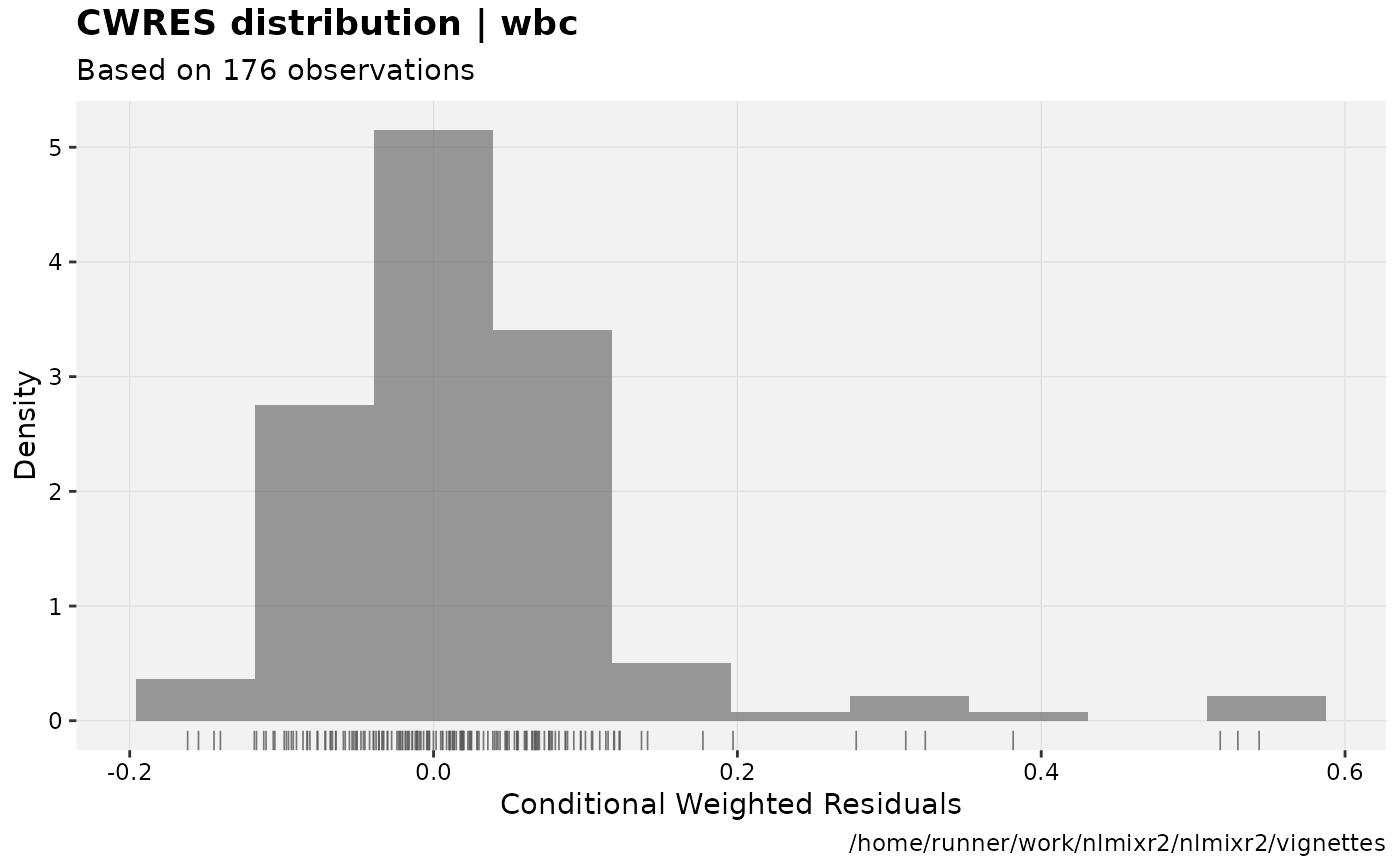 CWRES distribution | wbc
Based on 176 observations
Density
5
4
3
2
1
0
-0.2 0.0 0.2 0.4 0.6
Conditional Weighted Residuals
/home/runner/work/nlmixr2/nlmixr2/vignettes